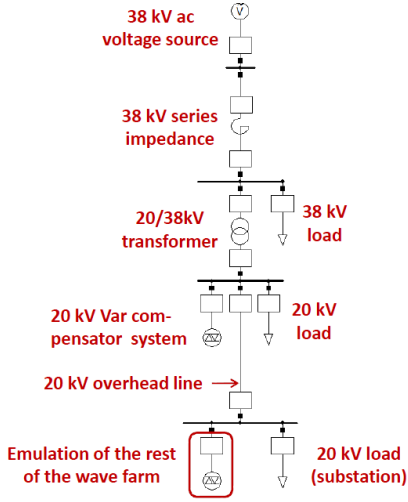 38 kV ac
voltage source
V
38 kV series
impedance
20/38kV
transformer
38 kV
load
20 kV Var com-
pensator system
20 kV
load
20 kV overhead line
Emulation of the rest
of the wave farm
20 kV load
(substation)